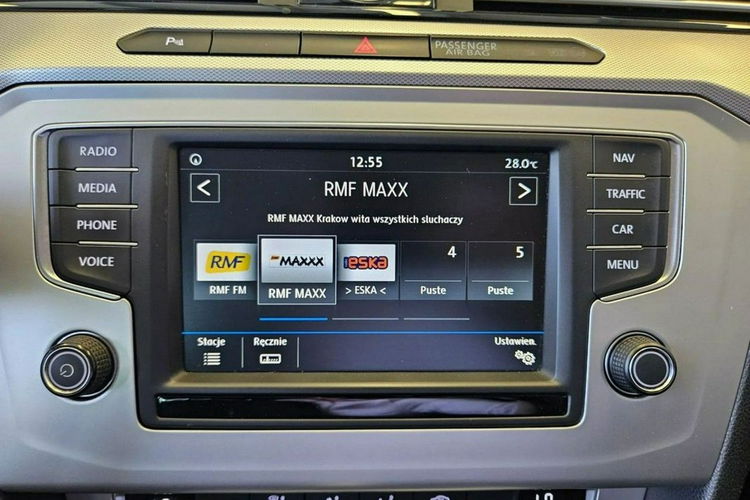 P
PASSENGER
AIR BAG
RADIO
MEDIA
PHONE
VOICE
12:55
28.0°C
<
RMF MAXX
>
RMF MAXX Krakow wita wszystkich sluchaczy
RMF
MAXXX
ESKA
4
5
RMF FM
RMF MAXX
> ESKA <
Puste
Puste
Stacje
Ręcznie
Ustawien.
NAV
TRAFFIC
CAR
MENU